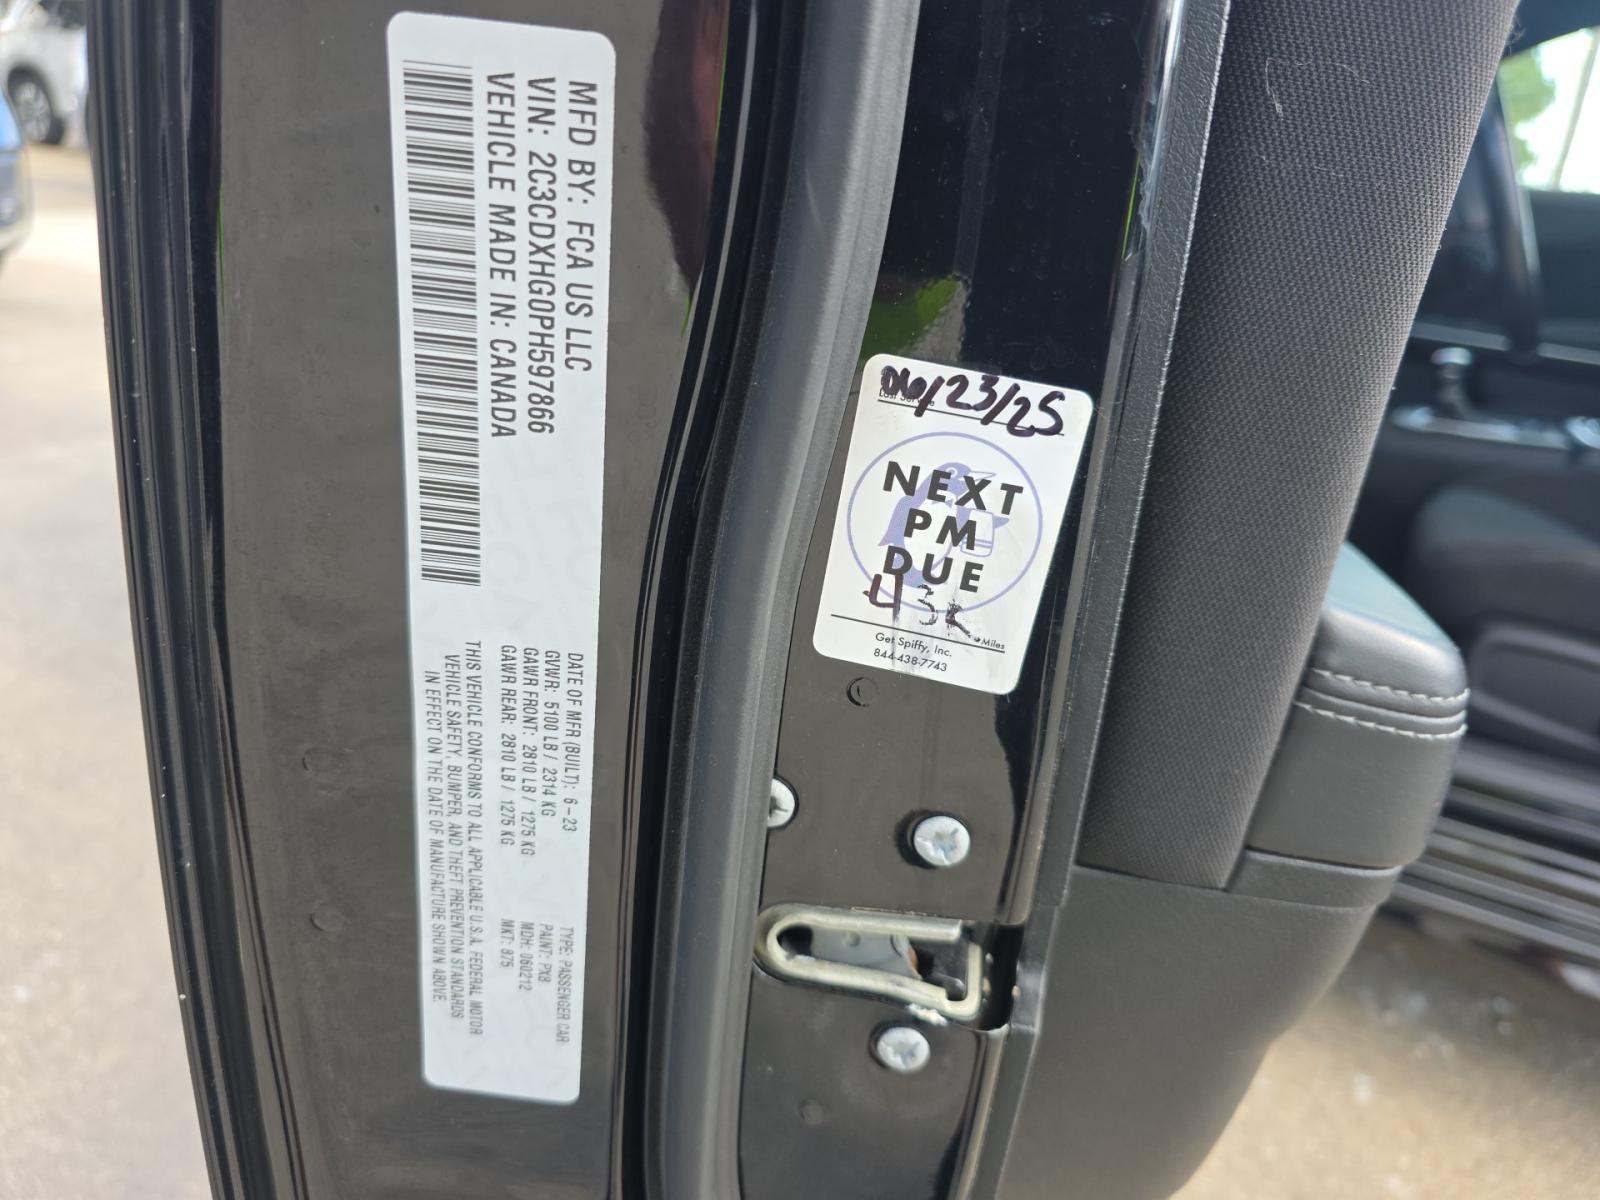 MFD BY: FCA US LLC
VIN: 2C3CDXHG0PH597866
VEHICLE MADE IN: CANADA
DATE OF MFR (BUILT): 6-23
GVWR: 5100 LB / 2314 KG
GAWR FRONT: 2810 LB / 1275 KG
GAWR REAR: 2810 LB / 1275 KG
TYPE: PASSENGER CAR
PAINT: PX8
MDH: 060212
MKT: 875
THIS VEHICLE CONFORMS TO ALL APPLICABLE U.S.A. FEDERAL MOTOR
VEHICLE SAFETY, BUMPER, AND THEFT PREVENTION STANDARDS
IN EFFECT ON THE DATE OF MANUFACTURE SHOWN ABOVE.
06/23/25
NEXT
PM
DUE
43K
Miles
Get Spiffy, Inc.
844-438-7743